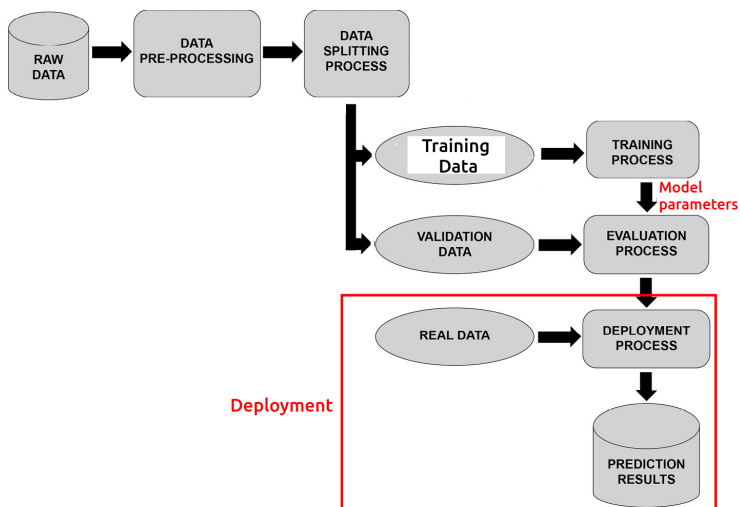 RAW
DATA
DATA
PRE-PROCESSING
DATA
SPLITTING
PROCESS
Training
Data
TRAINING
PROCESS
Model
parameters
VALIDATION
DATA
EVALUATION
PROCESS
REAL DATA
DEPLOYMENT
PROCESS
Deployment
PREDICTION
RESULTS